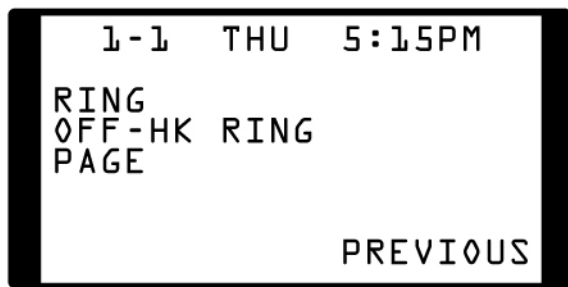 1-1 THU 5:15PM
RING
OFF-HK RING
PAGE
PREVIOUS